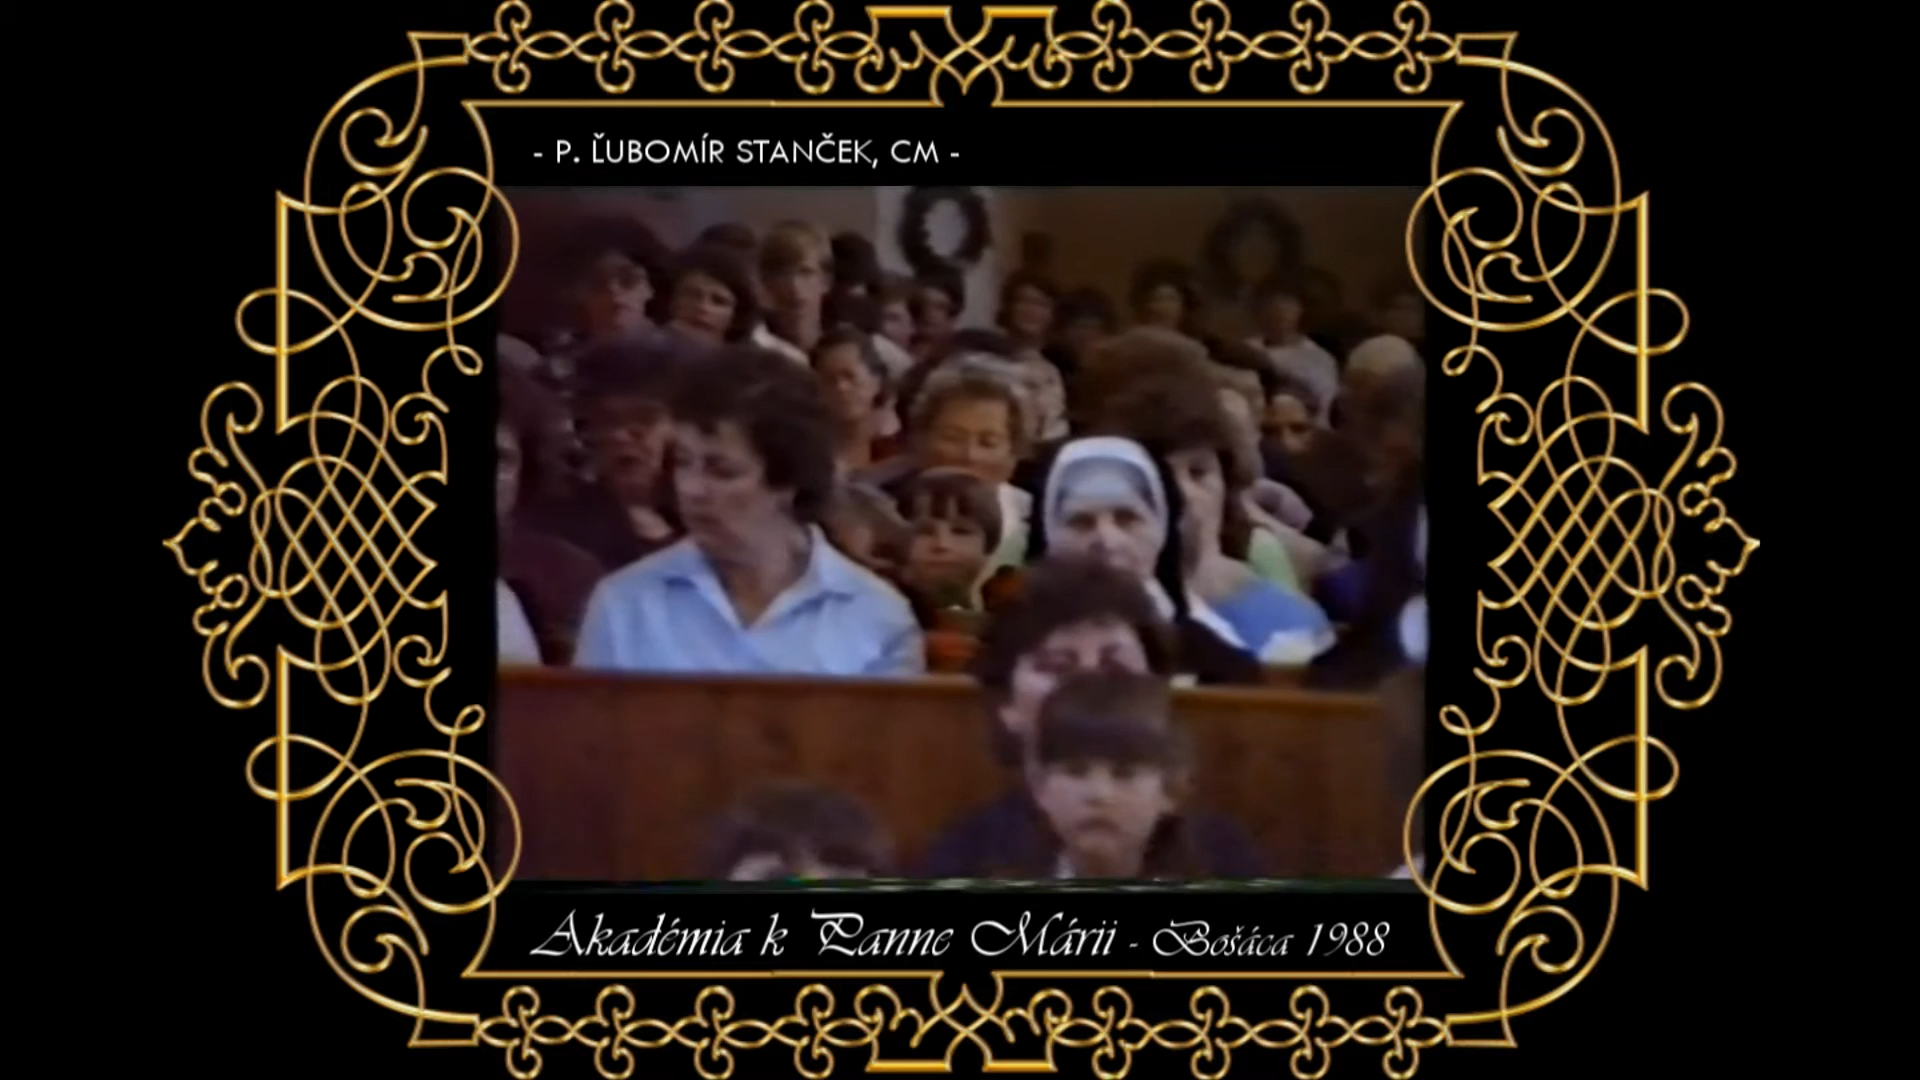 - P. ĽUBOMÍR STANČEK, CM -
Akadémia k Panne Márii - Bošáca 1988